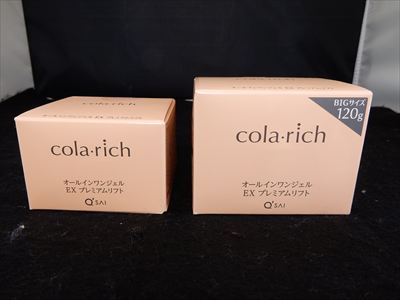 cola・rich
オールインワンジェル
EX プレミアムリフト
Q'SAI
BIGサイズ
120g
cola・rich
オールインワンジェル
EX プレミアムリフト
Q'SAI